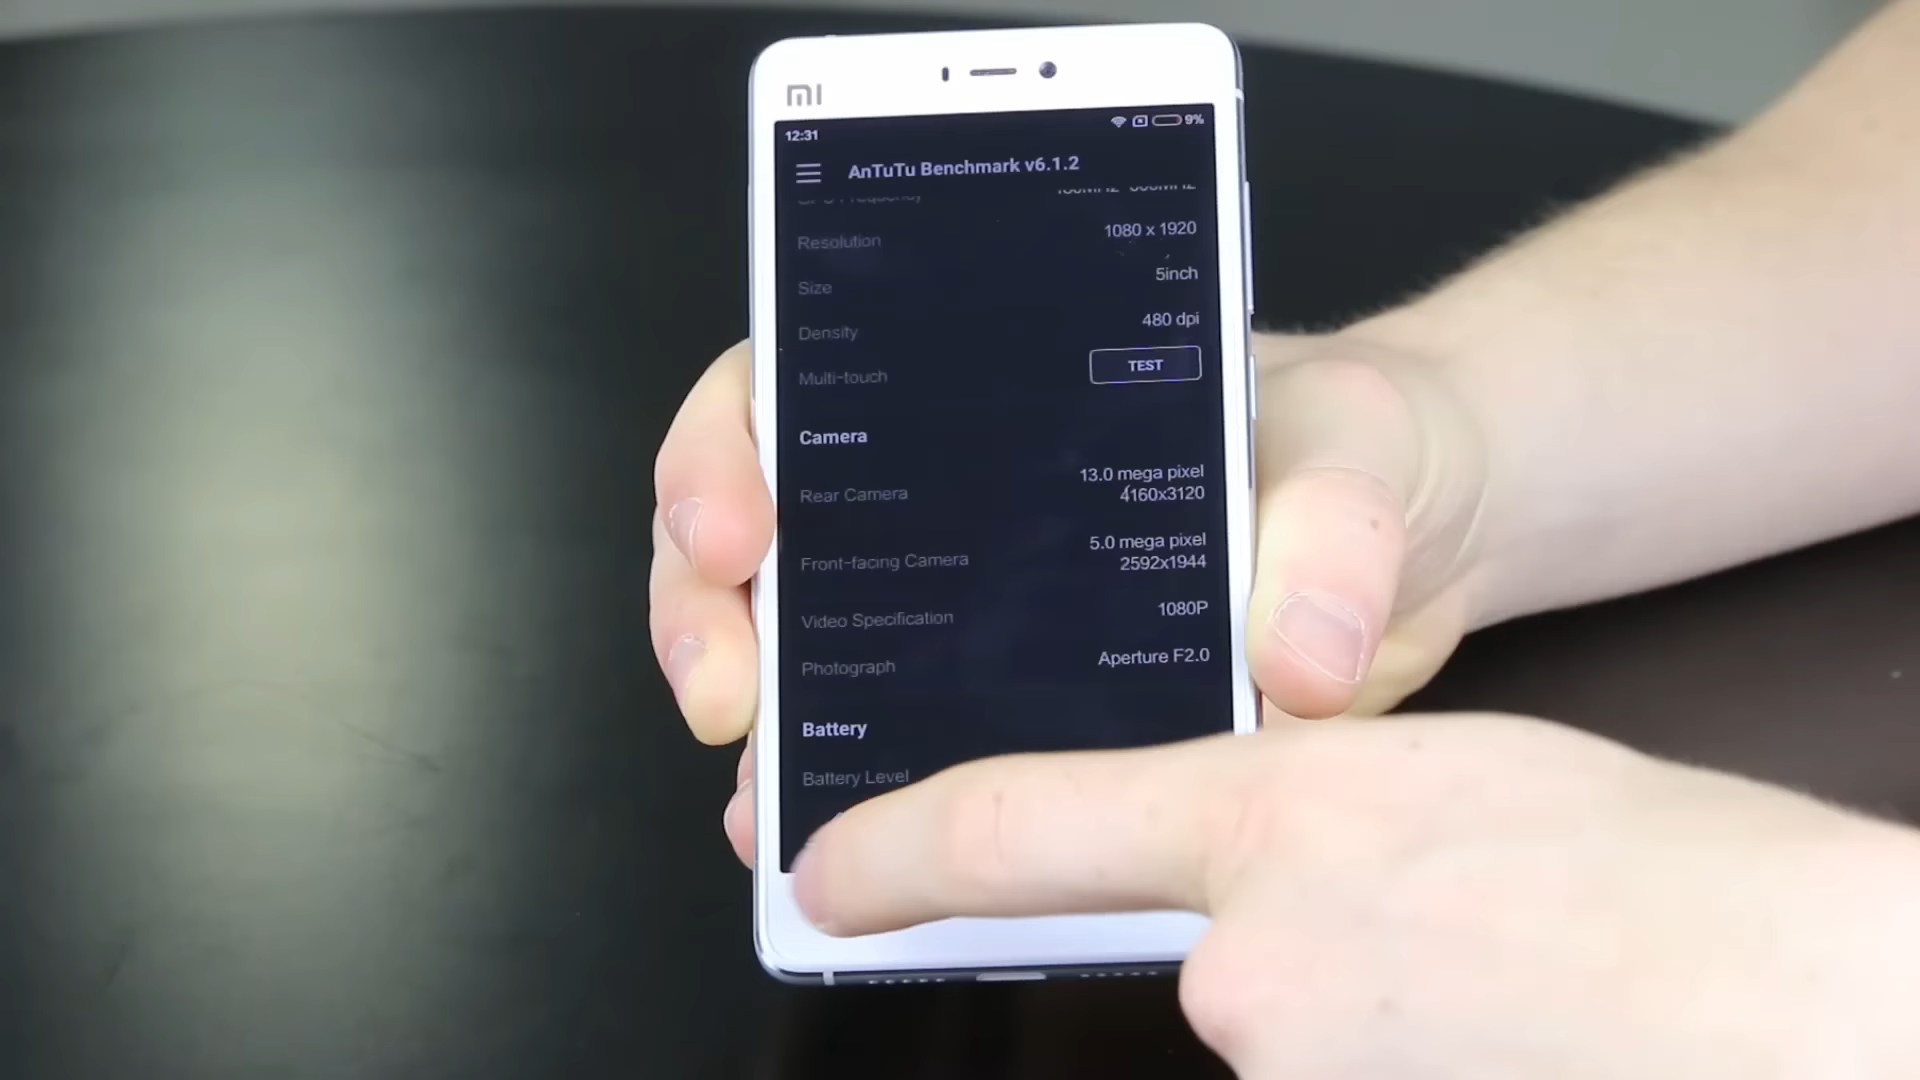 MI
12:31
9%
AnTuTu Benchmark v6.1.2
Resolution 1080 x 1920
Size 5inch
Density 480 dpi
Multi-touch TEST
Camera
Rear Camera 13.0 mega pixel
4160x3120
Front-facing Camera 5.0 mega pixel
2592x1944
Video Specification 1080P
Photograph Aperture F2.0
Battery
Battery Level